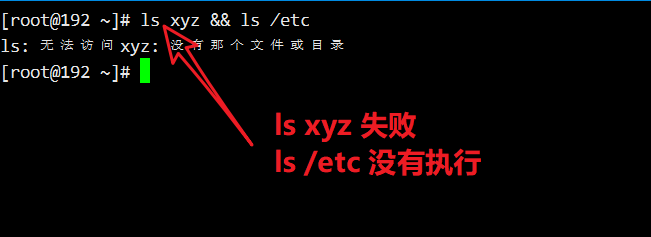 [root@192 ~]# ls xyz && ls /etc
ls: 无法访问xyz: 没有那个文件或目录
[root@192 ~]#
ls xyz 失败
ls /etc 没有执行